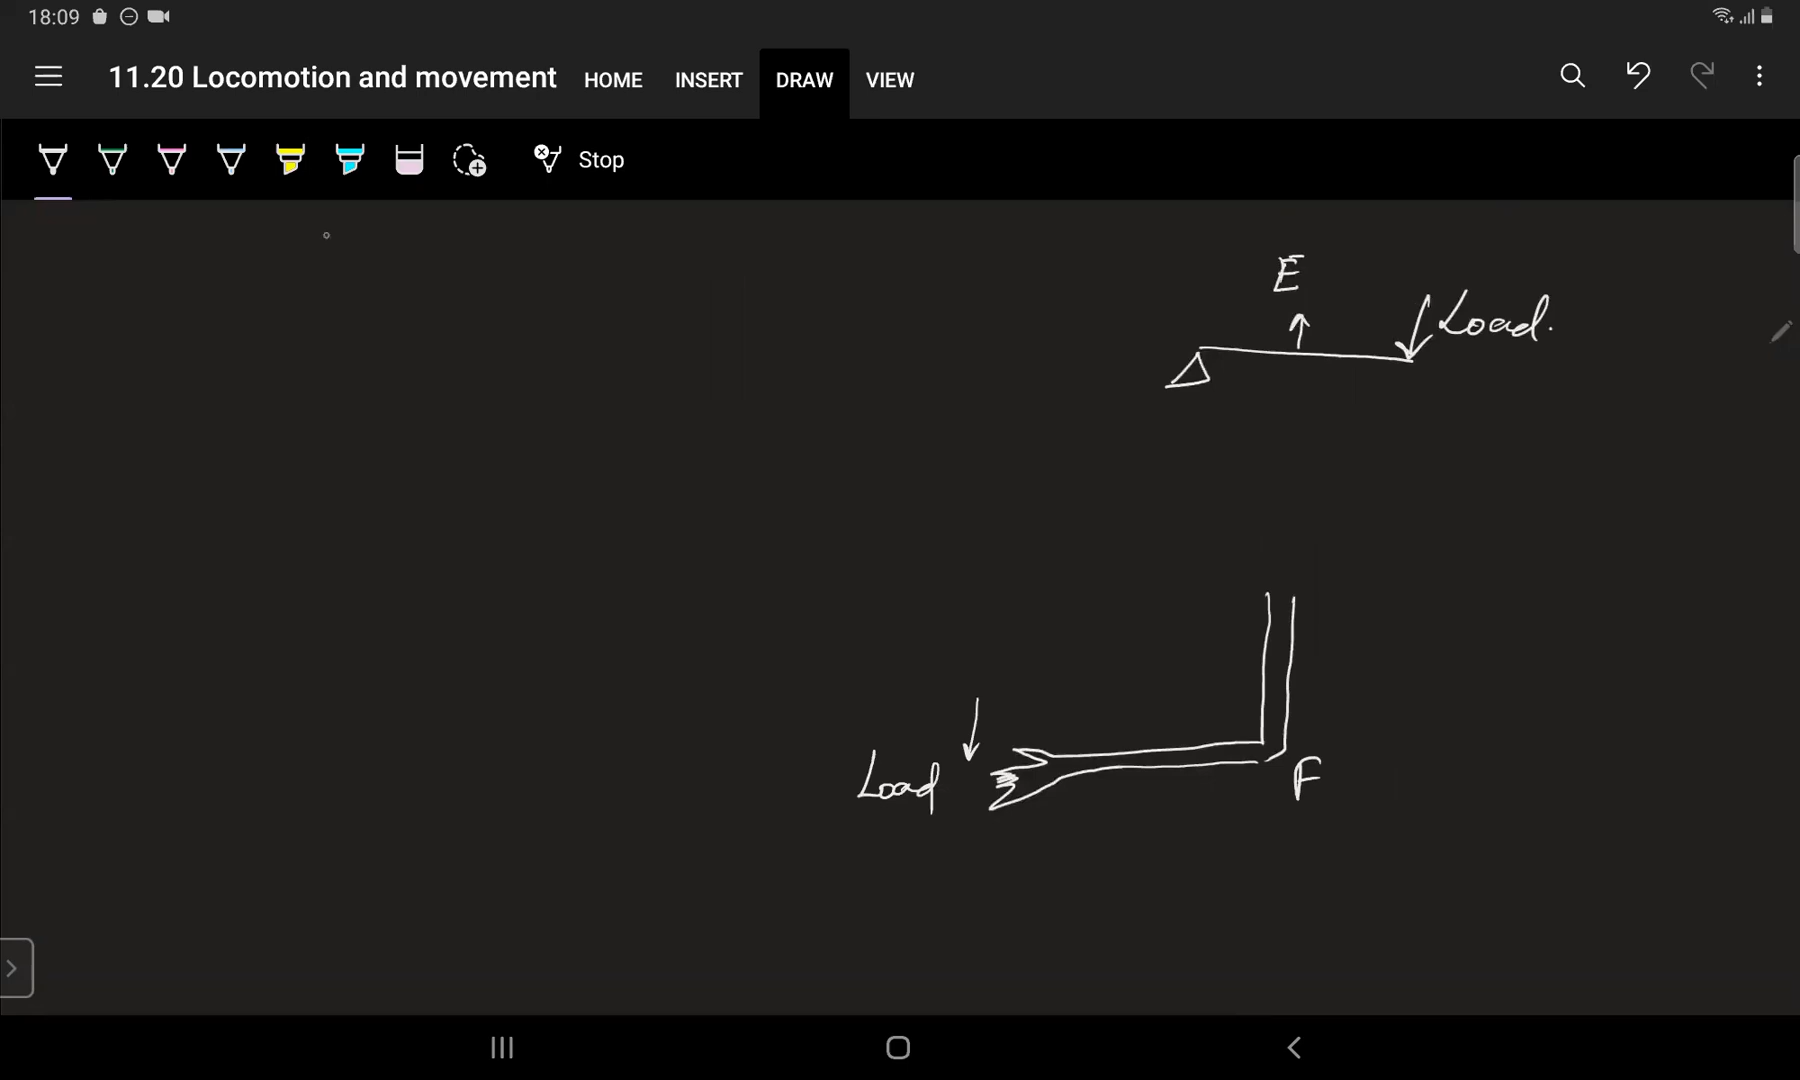 18:09
11.20 Locomotion and movement HOME INSERT DRAW VIEW
Stop
E
Load.
Load
F